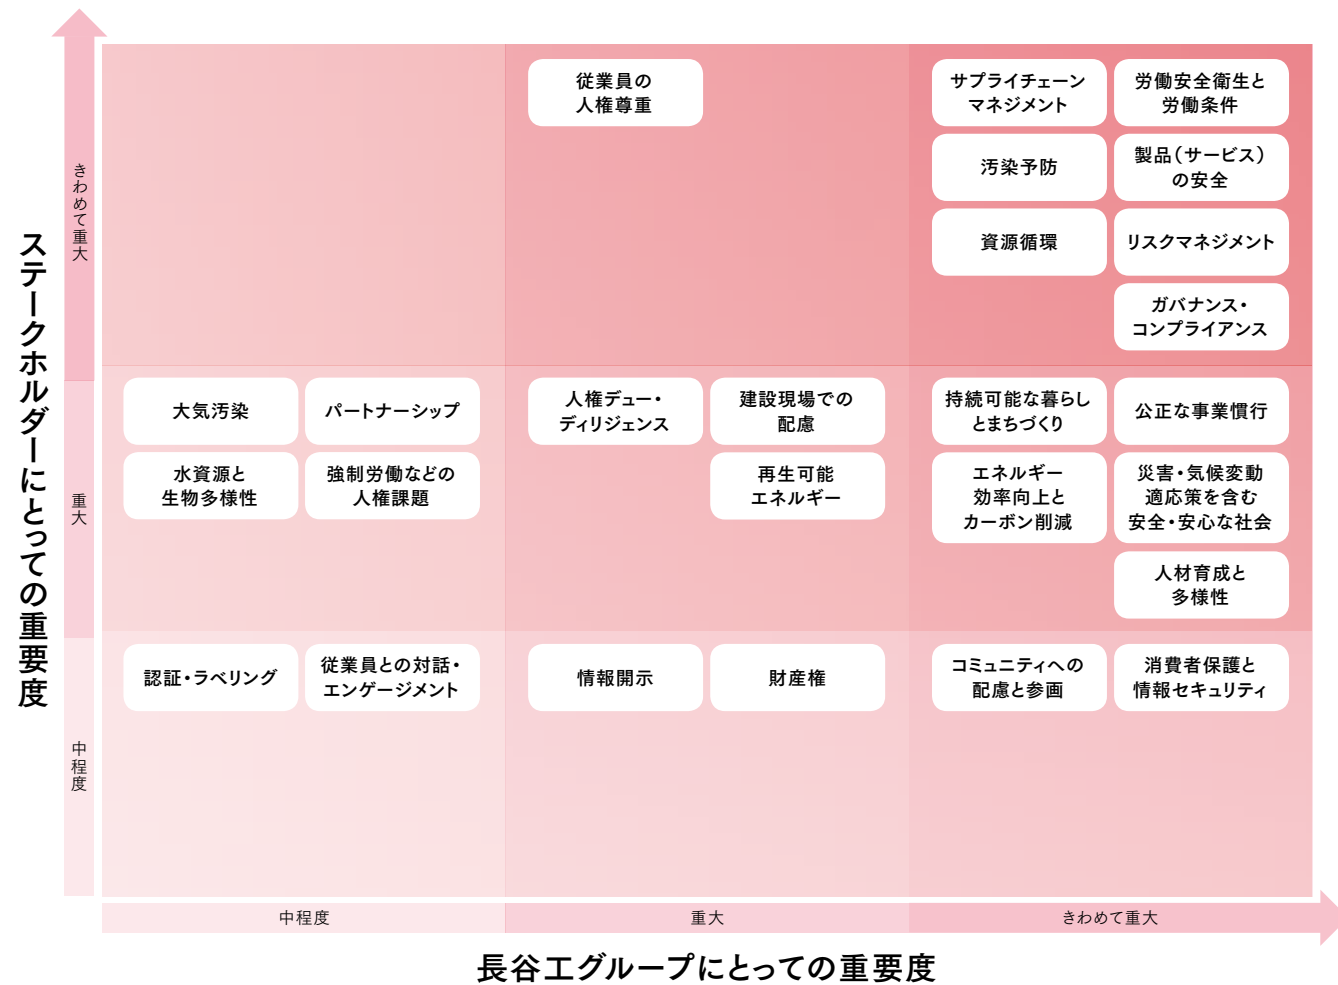 ステークホルダーにとっての重要度
きわめて重大
重大
中程度
従業員の
人権尊重
サプライチェーン
マネジメント
労働安全衛生と
労働条件
汚染予防
製品（サービス）
の安全
資源循環
リスクマネジメント
ガバナンス・
コンプライアンス
大気汚染
パートナーシップ
水資源と
生物多様性
強制労働などの
人権課題
人権デュー・
ディリジェンス
建設現場での
配慮
再生可能
エネルギー
持続可能な暮らし
とまちづくり
公正な事業慣行
エネルギー
効率向上と
カーボン削減
災害・気候変動
適応策を含む
安全・安心な社会
人材育成と
多様性
認証・ラベリング
従業員との対話・
エンゲージメント
情報開示
財産権
コミュニティへの
配慮と参画
消費者保護と
情報セキュリティ
中程度
重大
きわめて重大
長谷工グループにとっての重要度